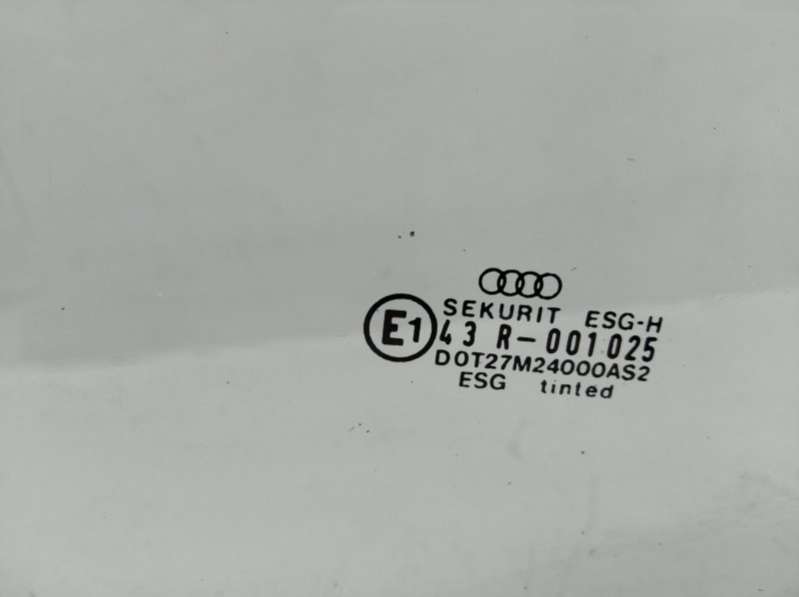 SEKURIT ESG-H
E1 43 R-001025
DOT27M24000AS2
ESG tinted